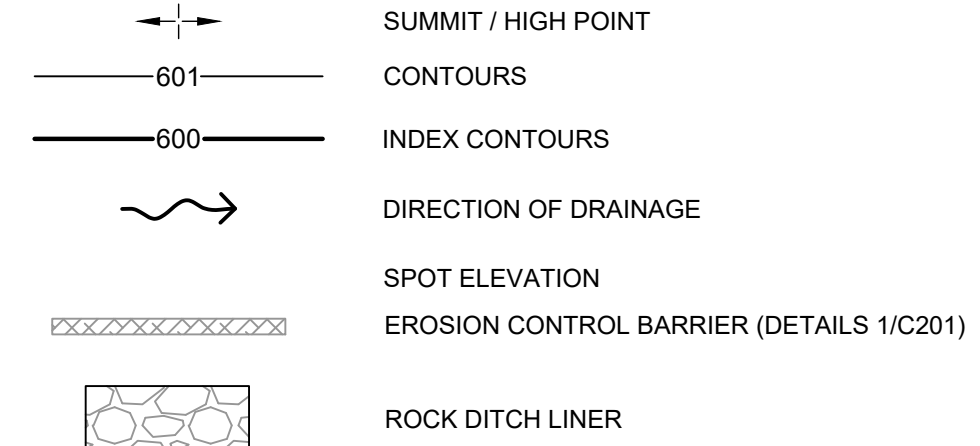 SUMMIT / HIGH POINT
601 CONTOURS
600 INDEX CONTOURS
DIRECTION OF DRAINAGE
SPOT ELEVATION
EROSION CONTROL BARRIER (DETAILS 1/C201)
ROCK DITCH LINER